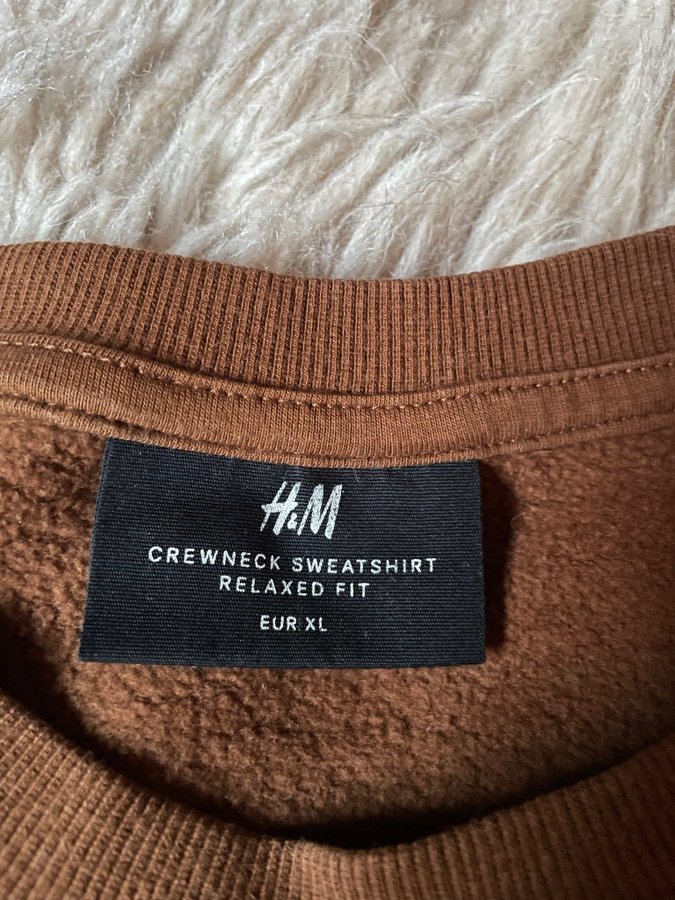 H&M
CREWNECK SWEATSHIRT
RELAXED FIT
EUR XL